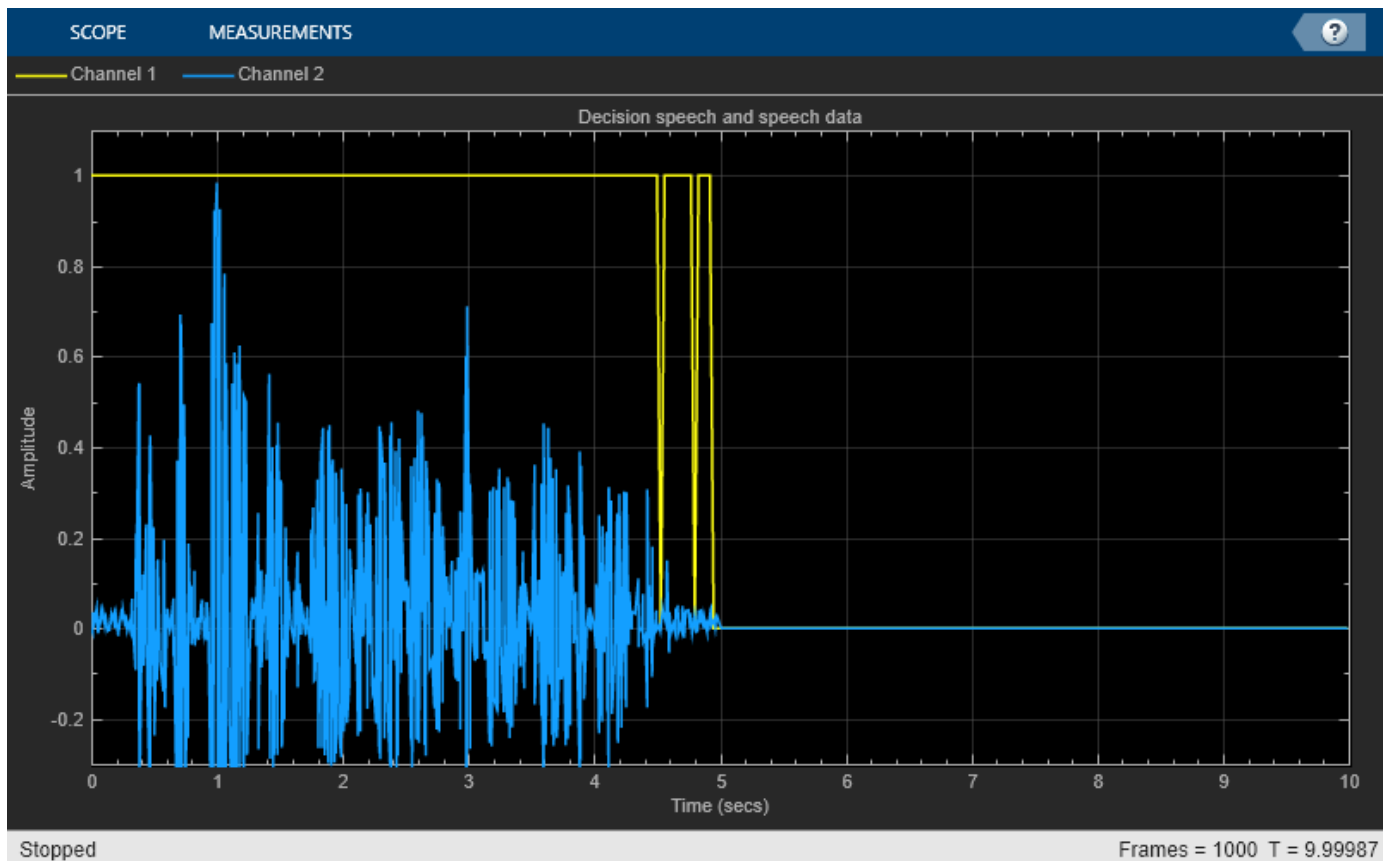 SCOPE MEASUREMENTS ?
Channel 1 Channel 2
Decision speech and speech data
1
0.8
0.6
0.4
0.2
0
-0.2
Amplitude
0 1 2 3 4 5 6 7 8 9 10
Time (secs)
Stopped Frames = 1000 T = 9.99987